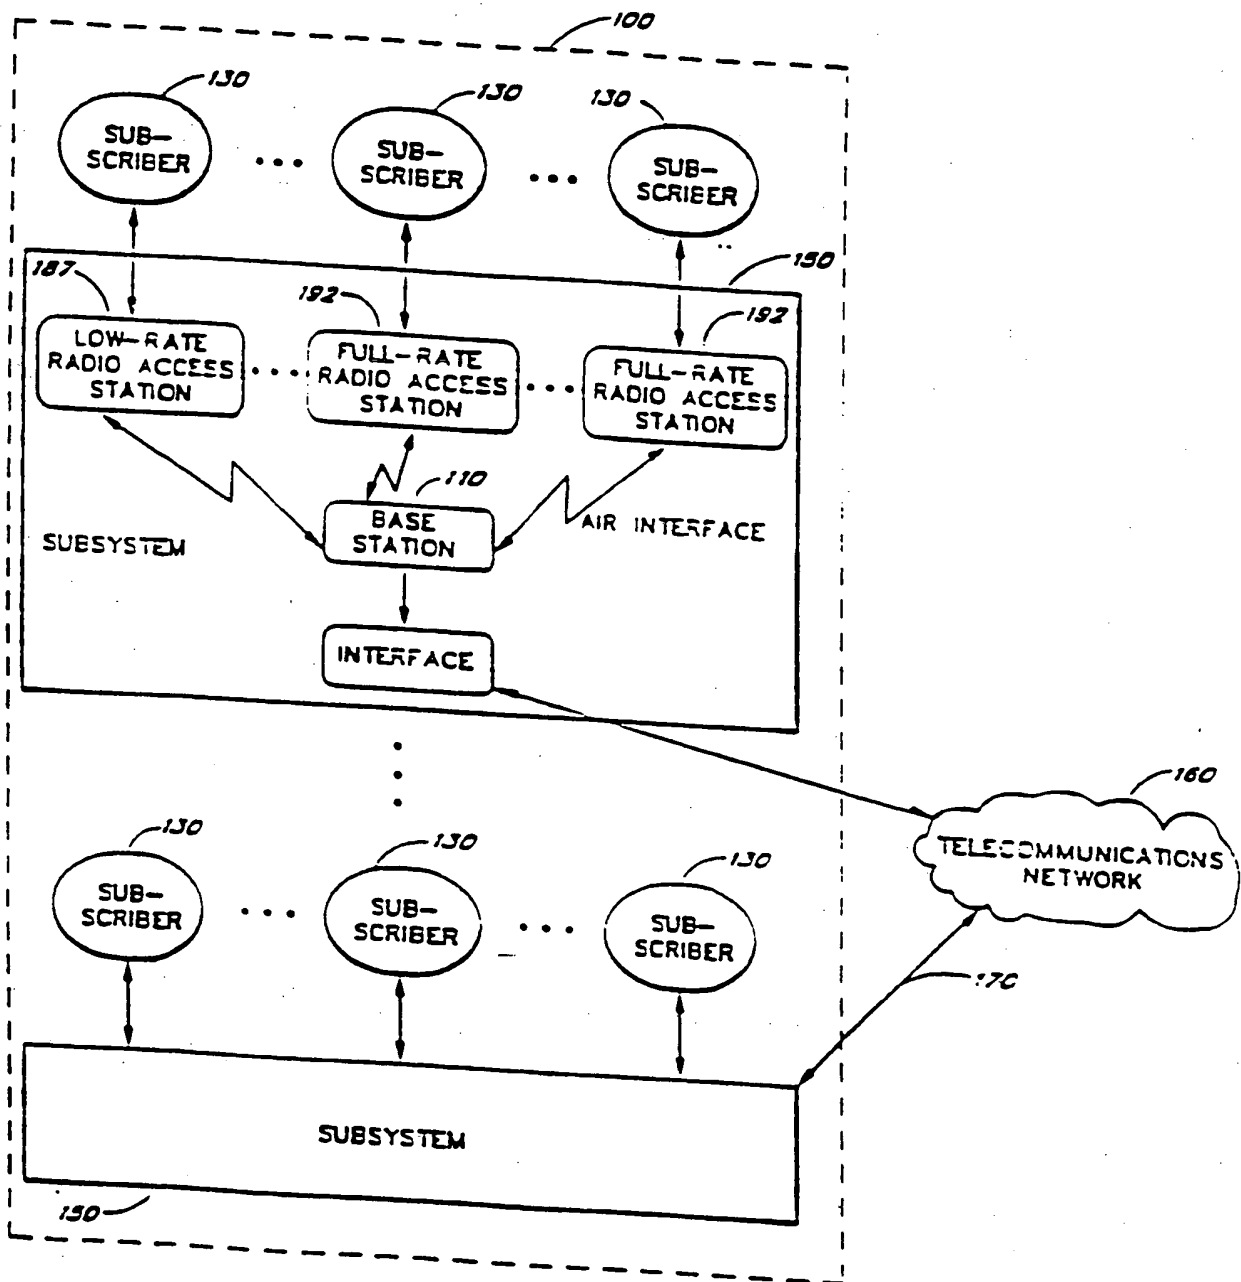 100
130
130
130
SUB-
SCRIBER
SUB-
SCRIBER
SUB-
SCRIBER
150
187
192
192
LOW-RATE
RADIO ACCESS
STATION
FULL-RATE
RADIO ACCESS
STATION
FULL-RATE
RADIO ACCESS
STATION
110
BASE
STATION
AIR INTERFACE
SUBSYSTEM
INTERFACE
160
TELECOMMUNICATIONS
NETWORK
130
130
130
SUB-
SCRIBER
SUB-
SCRIBER
SUB-
SCRIBER
170
SUBSYSTEM
150